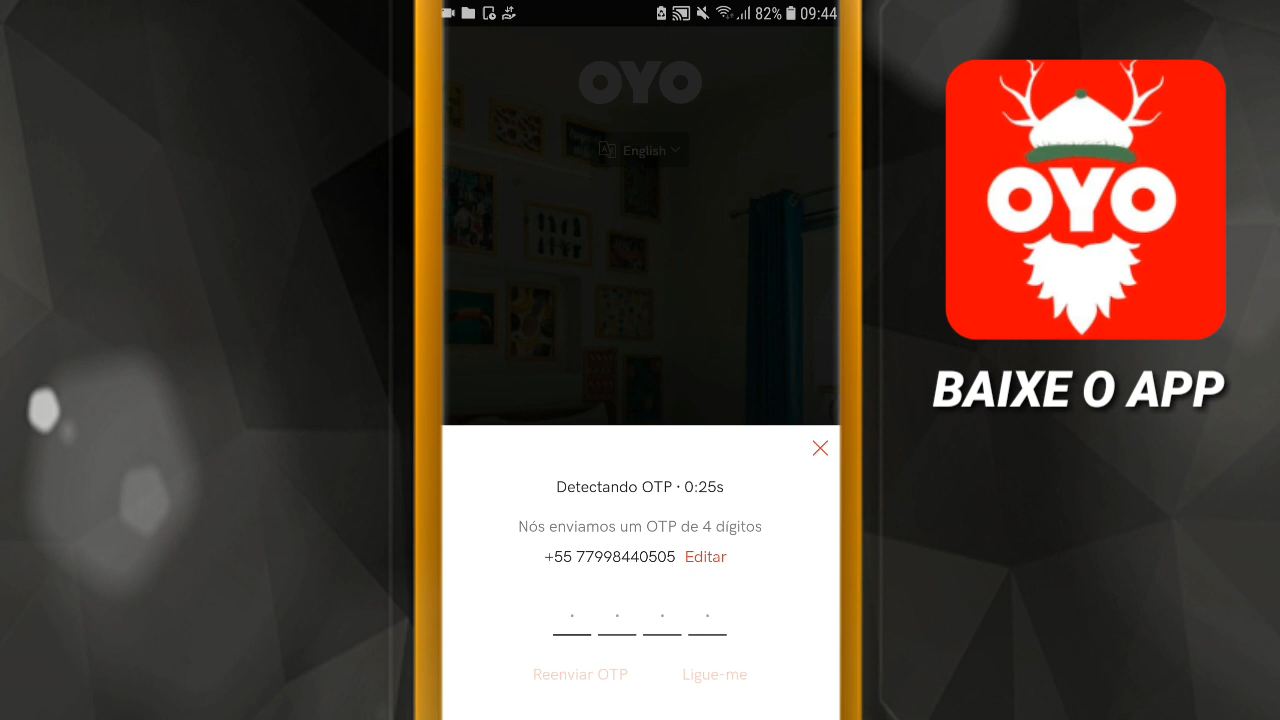 82% 09:44
OYO
English
OYO
BAIXE O APP
Detectando OTP · 0:25s
Nós enviamos um OTP de 4 dígitos
+55 77998440505 Editar
Reenviar OTP Ligue-me